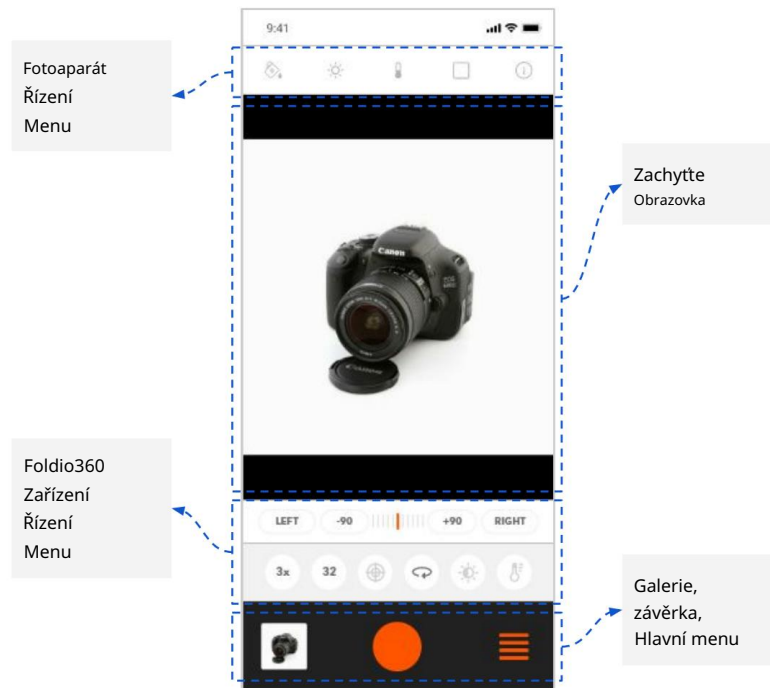 9:41
Fotoaparát
Řízení
Menu
Zachyťte
Obrazovka
Canon
Canon
Foldio360
Zařízení
Řízení
Menu
LEFT
-90
+90
RIGHT
3x
32
Galerie,
závěrka,
Hlavní menu